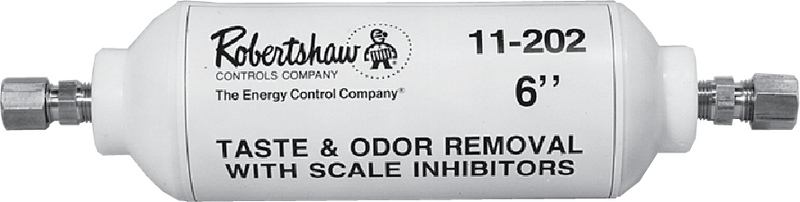 Robertshaw
CONTROLS COMPANY
The Energy Control Company®
11-202
6’’
TASTE & ODOR REMOVAL
WITH SCALE INHIBITORS